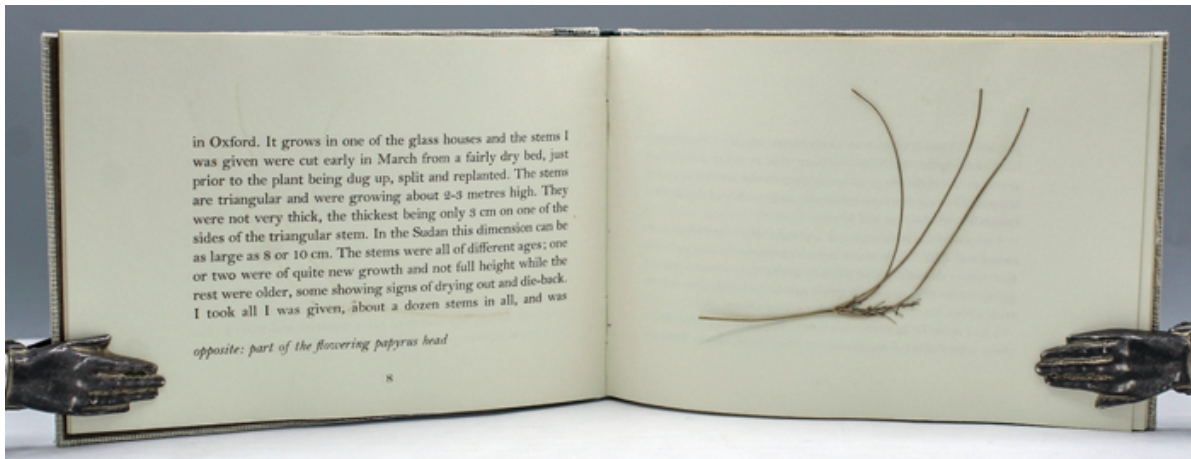 in Oxford. It grows in one of the glass houses and the stems I
was given were cut early in March from a fairly dry bed, just
prior to the plant being dug up, split and replanted. The stems
are triangular and were growing about 2-3 metres high. They
were not very thick, the thickest being only 3 cm on one of the
sides of the triangular stem. In the Sudan this dimension can be
as large as 8 or 10 cm. The stems were all of different ages; one
or two were of quite new growth and not full height while the
rest were older, some showing signs of drying out and die-back.
I took all I was given, about a dozen stems in all, and was
opposite: part of the flowering papyrus head
8